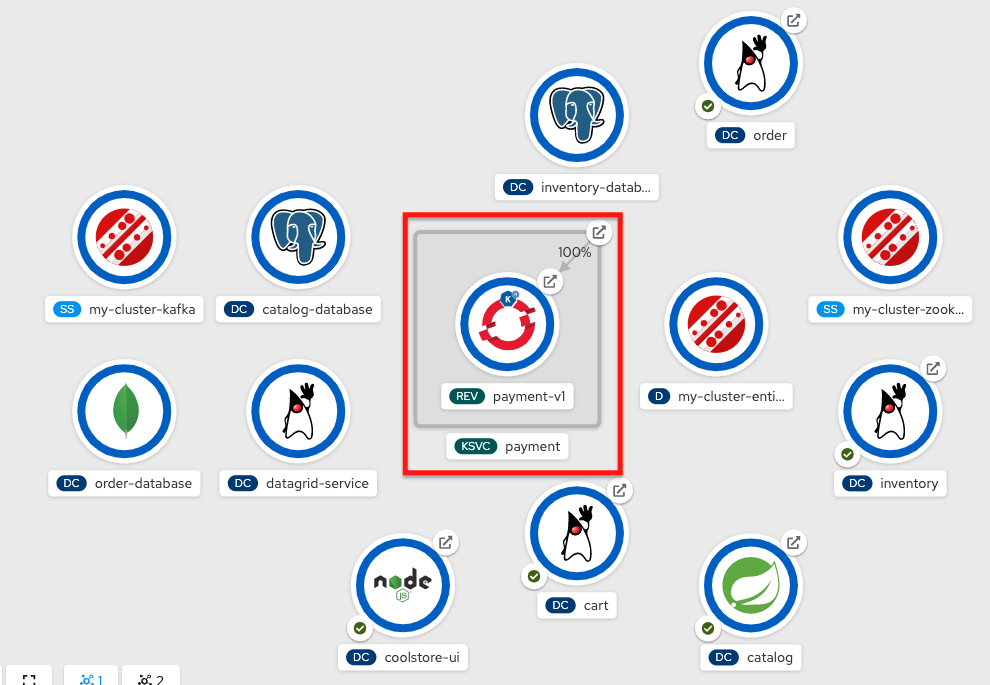 DC order
DC inventory-datab...
100%
SS my-cluster-kafka
DC catalog-database
SS my-cluster-zook...
K
REV payment-v1
D my-cluster-enti...
KSVC payment
DC order-database
DC datagrid-service
DC inventory
node
JS
DC cart
DC coolstore-ui
DC catalog
1
2